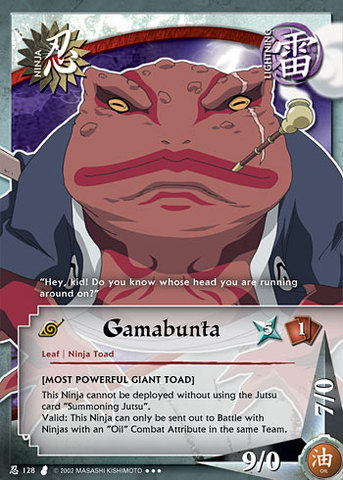 忍
NINJA
雷
LIGHTNING
"Hey, kid! Do you know whose head you are running
around on?"
Gamabunta
5
1
Leaf | Ninja Toad
[MOST POWERFUL GIANT TOAD]
This Ninja cannot be deployed without using the Jutsu
card "Summoning Jutsu".
Valid: This Ninja can only be sent out to Battle with
Ninjas with an "Oil" Combat Attribute in the same Team.
7/0
忍 128
© 2002 MASASHI KISHIMOTO
9/0
油
OIL